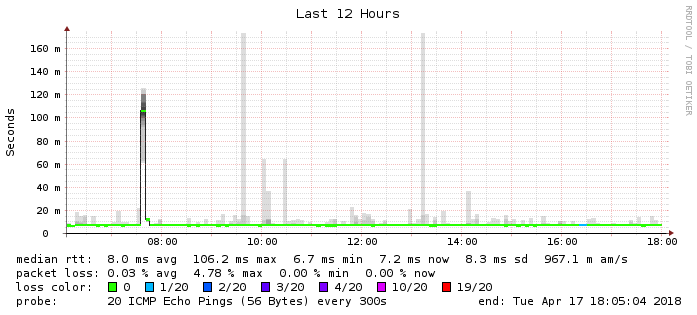 Last 12 Hours
RRDTOOL / TOBI OETIKER
Seconds
160 m
140 m
120 m
100 m
80 m
60 m
40 m
20 m
0
08:00 10:00 12:00 14:00 16:00 18:00
median rtt: 8.0 ms avg 106.2 ms max 6.7 ms min 7.2 ms now 8.3 ms sd 967.1 m am/s
packet loss: 0.03 % avg 4.78 % max 0.00 % min 0.00 % now
loss color: 0 1/20 2/20 3/20 4/20 10/20 19/20
probe: 20 ICMP Echo Pings (56 Bytes) every 300s end: Tue Apr 17 18:05:04 2018